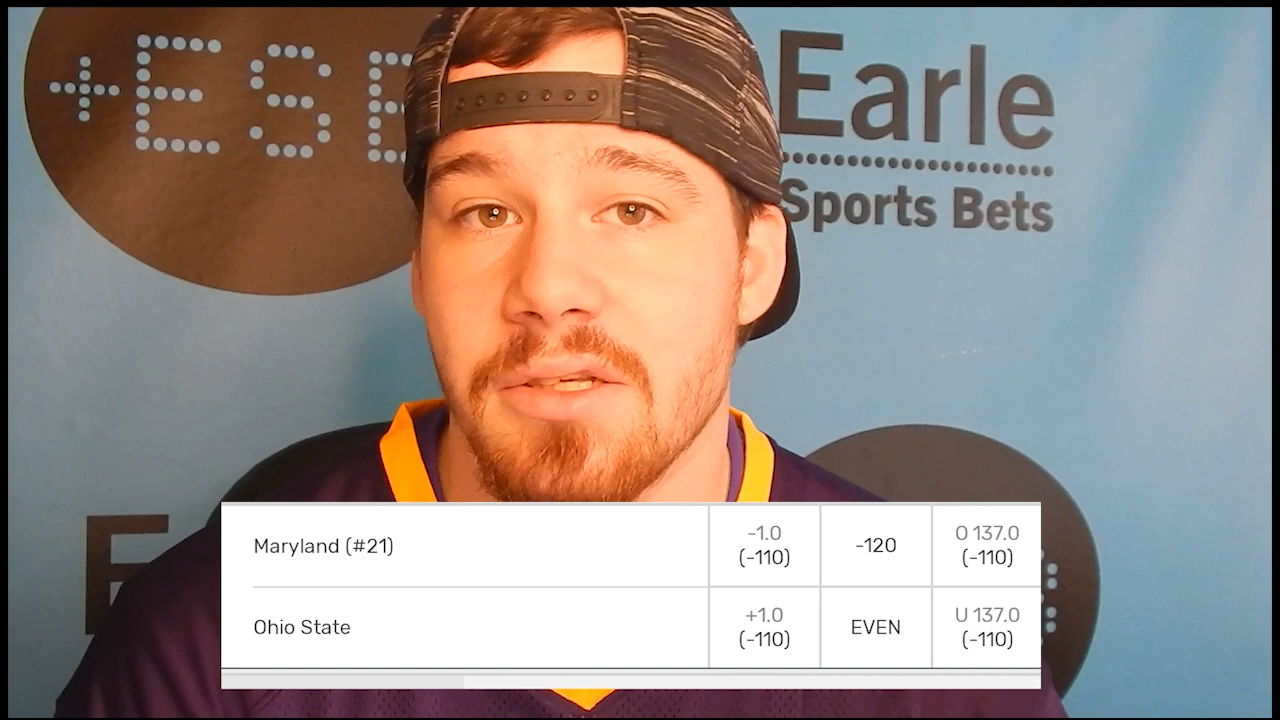 +ESB
Earle
Sports Bets
E
Maryland (#21)
-1.0
(-110)
-120
O 137.0
(-110)
Ohio State
+1.0
(-110)
EVEN
U 137.0
(-110)